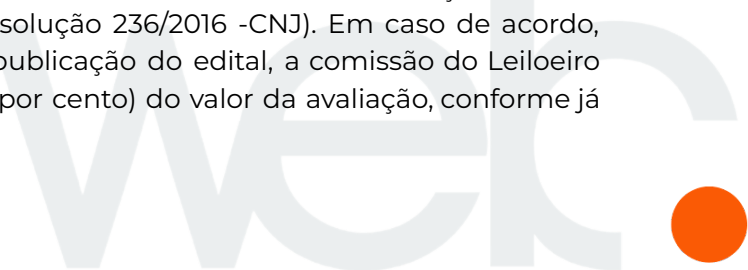 solução 236/2016 -CNJ). Em caso de acordo,
publicação do edital, a comissão do Leiloeiro
por cento) do valor da avaliação, conforme já
web.